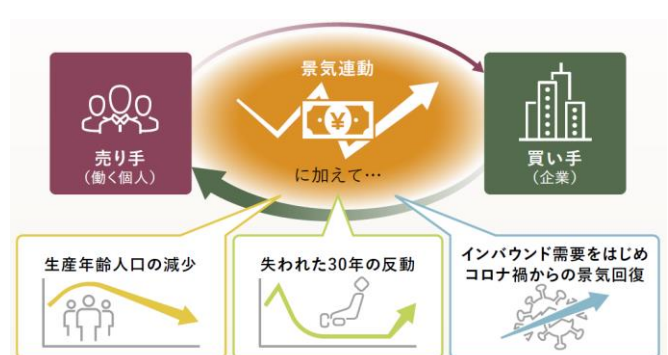 景気連動
¥
売り手
(働く個人)
買い手
(企業)
に加えて…
生産年齢人口の減少
失われた30年の反動
インバウンド需要をはじめ
コロナ禍からの景気回復